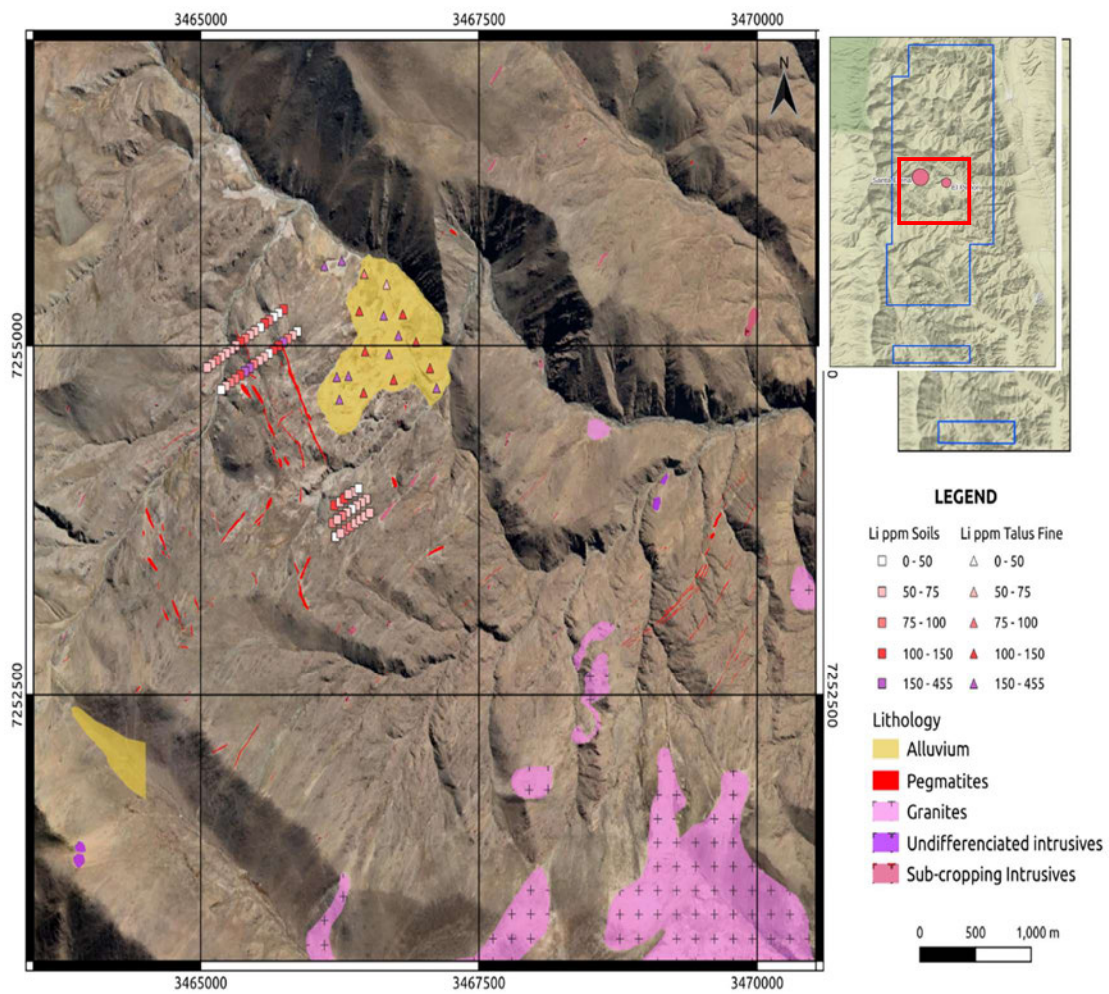 3465000 3467500 3470000
N
7255000
0
7252500 7252500
LEGEND
Li ppm Soils Li ppm Talus Fine
0 - 50 0 - 50
50 - 75 50 - 75
75 - 100 75 - 100
100 - 150 100 - 150
150 - 455 150 - 455
Lithology
Alluvium
Pegmatites
Granites
Undifferenciated intrusives
Sub-cropping Intrusives
0 500 1,000 m
3465000 3467500 3470000